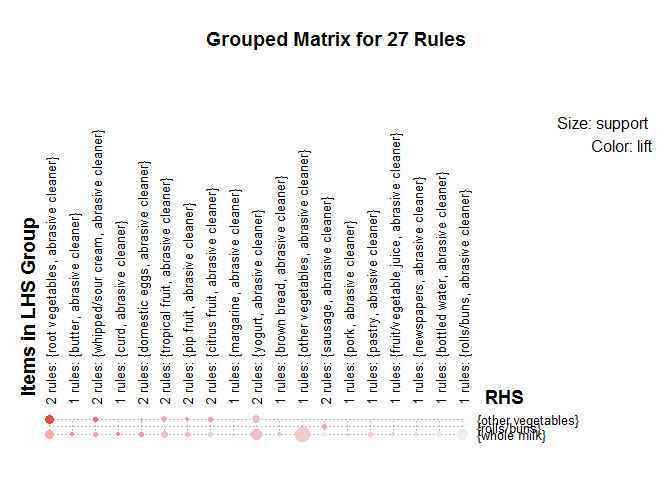 Grouped Matrix for 27 Rules
Size: support
Color: lift
Items in LHS Group
2 rules: {root vegetables, abrasive cleaner}
1 rules: {butter, abrasive cleaner}
2 rules: {whipped/sour cream, abrasive cleaner}
1 rules: {curd, abrasive cleaner}
2 rules: {domestic eggs, abrasive cleaner}
2 rules: {tropical fruit, abrasive cleaner}
2 rules: {pip fruit, abrasive cleaner}
2 rules: {citrus fruit, abrasive cleaner}
1 rules: {margarine, abrasive cleaner}
2 rules: {yogurt, abrasive cleaner}
1 rules: {brown bread, abrasive cleaner}
1 rules: {other vegetables, abrasive cleaner}
2 rules: {sausage, abrasive cleaner}
1 rules: {pork, abrasive cleaner}
1 rules: {pastry, abrasive cleaner}
1 rules: {fruit/vegetable juice, abrasive cleaner}
1 rules: {newspapers, abrasive cleaner}
1 rules: {bottled water, abrasive cleaner}
1 rules: {rolls/buns, abrasive cleaner}
RHS
{other vegetables}
{rolls/buns}
{whole milk}